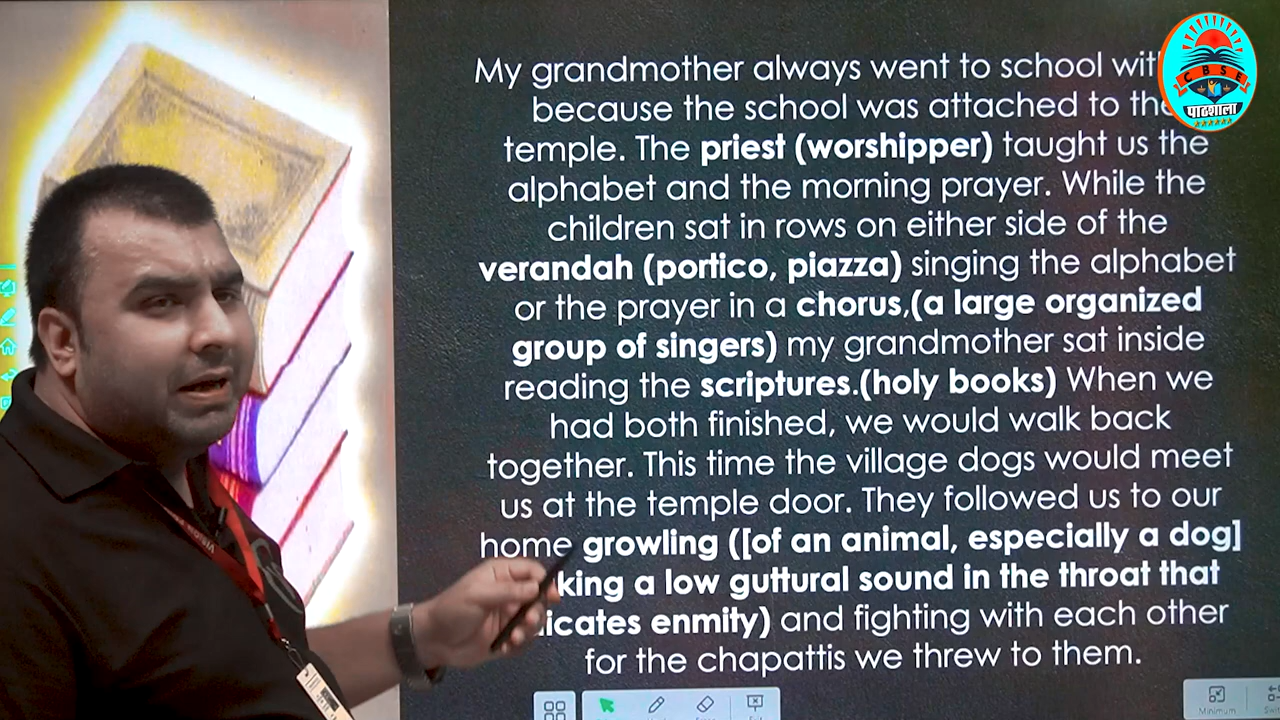 My grandmother always went to school
because the school was attached to the
temple. The priest (worshipper) taught us the
alphabet and the morning prayer. While the
children sat in rows on either side of the
verandah (portico, piazza) singing the alphabet
or the prayer in a chorus,(a large organized
group of singers) my grandmother sat inside
reading the scriptures.(holy books) When we
had both finished, we would walk back
together. This time the village dogs would meet
us at the temple door. They followed us to our
home growling ([of an animal, especially a dog]
a low guttural sound in the throat that
enmity) and fighting with each other
for the chapattis we threw to them.
CBSE
पाठशाला
Minimum